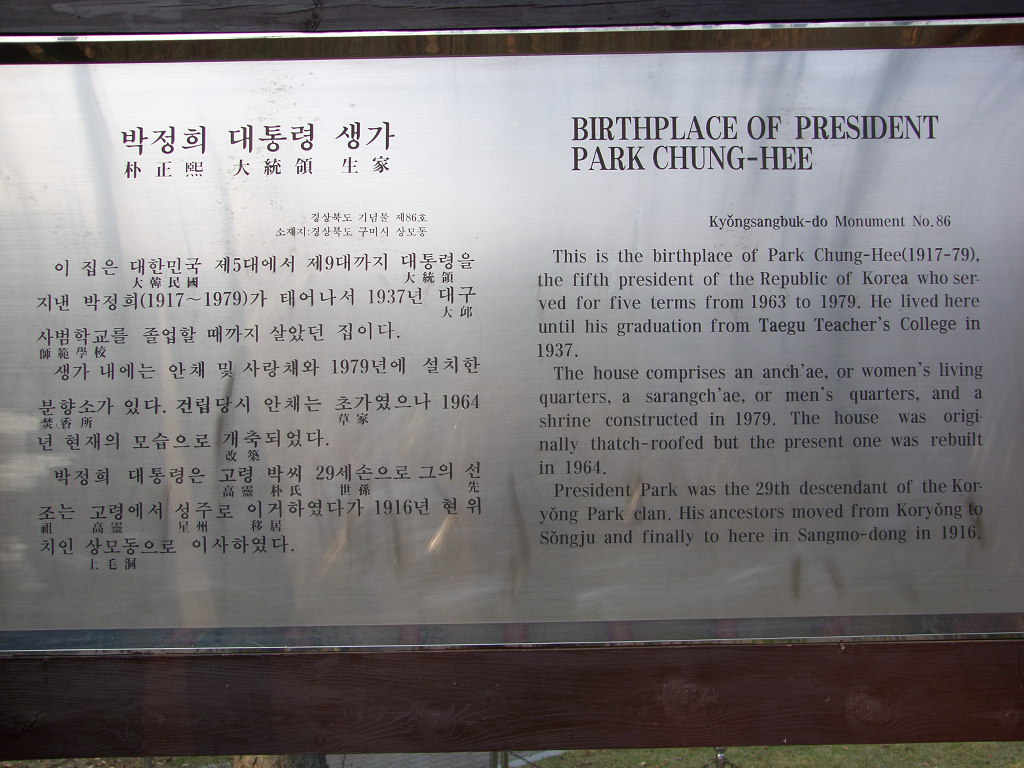 박정희 대통령 생가
朴正熙 大統領 生家
경상북도 기념물 제86호
소재지:경상북도 구미시 상모동
이 집은 대한민국 제5대에서 제9대까지 대통령을
大韓民國 大統領
지낸 박정희(1917~1979)가 태어나서 1937년 대구
大邱
사범학교를 졸업할 때까지 살았던 집이다.
師範學校
생가 내에는 안채 및 사랑채와 1979년에 설치한
분향소가 있다. 건립당시 안채는 초가였으나 1964
焚香所 草家
년 현재의 모습으로 개축되었다.
改築
박정희 대통령은 고령 박씨 29세손으로 그의 선
高靈 朴氏 世孫 先
조는 고령에서 성주로 이거하였다가 1916년 현 위
祖 高靈 星州 移居
치인 상모동으로 이사하였다.
上毛洞
BIRTHPLACE OF PRESIDENT
PARK CHUNG-HEE
Kyǒngsangbuk-do Monument No.86
This is the birthplace of Park Chung-Hee(1917-79),
the fifth president of the Republic of Korea who ser-
ved for five terms from 1963 to 1979. He lived here
until his graduation from Taegu Teacher's College in
1937.
The house comprises an anch'ae, or women's living
quarters, a sarangch'ae, or men's quarters, and a
shrine constructed in 1979. The house was origi-
nally thatch-roofed but the present one was rebuilt
in 1964.
President Park was the 29th descendant of the Kor-
yǒng Park clan. His ancestors moved from Koryǒng to
Sǒngju and finally to here in Sangmo-dong in 1916.